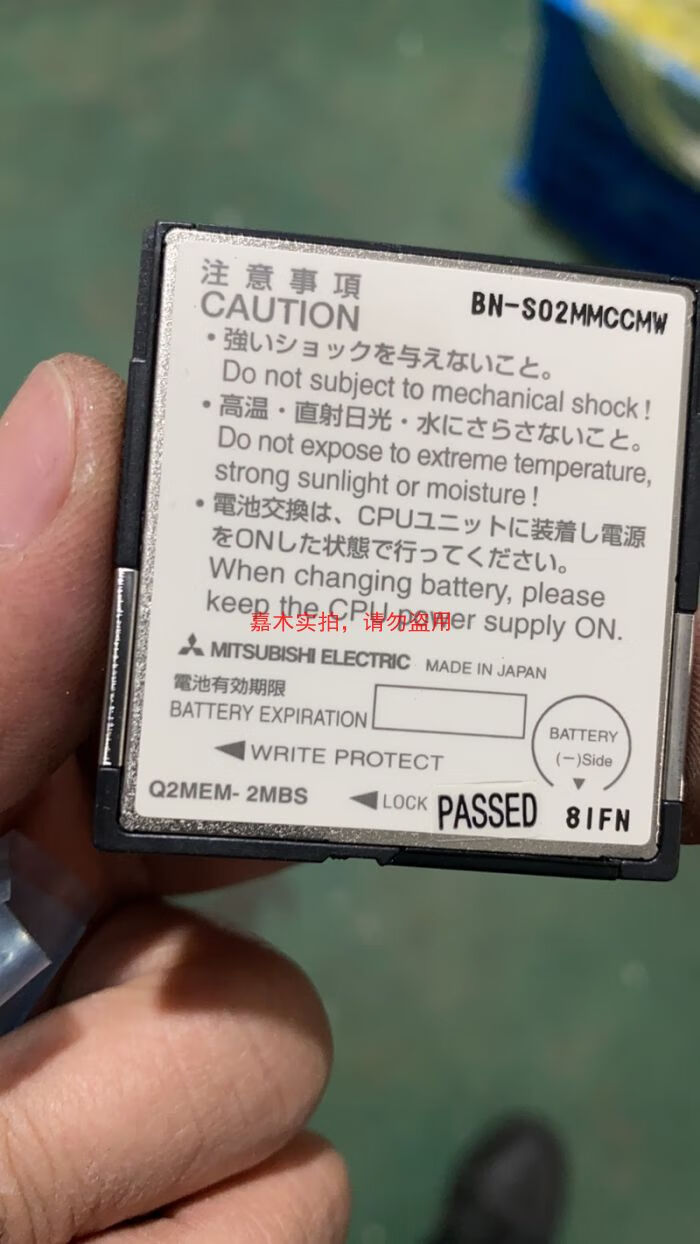 注意事項
CAUTION
BN-S02MMCCMW
・強いショックを与えないこと。
Do not subject to mechanical shock!
・高温・直射日光・水にさらさないこと。
Do not expose to extreme temperature,
strong sunlight or moisture!
・電池交換は、CPUユニットに装着し電源
をONした状態で行ってください。
When changing battery, please
keep the CPU power supply ON.
嘉木实拍，请勿盗用
MITSUBISHI ELECTRIC MADE IN JAPAN
電池有効期限
BATTERY EXPIRATION
BATTERY
(−)Side
WRITE PROTECT
Q2MEM- 2MBS
LOCK
PASSED
81FN